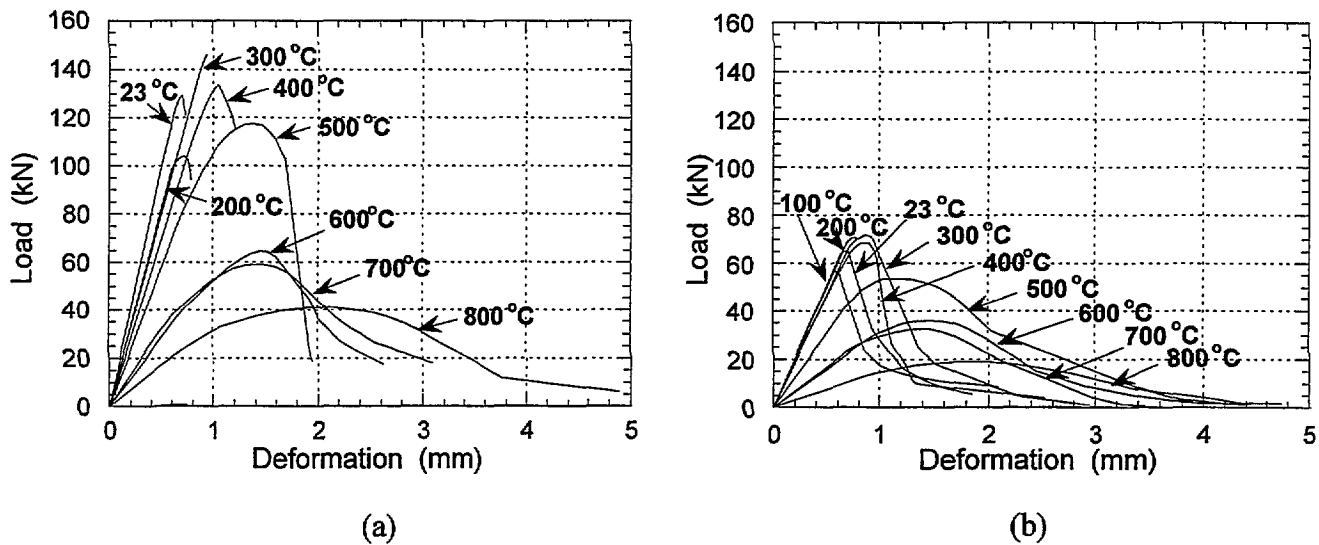 160
140
120
100
80
60
40
20
0
Load (kN)
300 °C
23 °C
400 °C
500 °C
200 °C
600°C
700°C
800 °C
0 1 2 3 4 5
Deformation (mm)
(a)
160
140
120
100
80
60
40
20
0
Load (kN)
100 °C
200 °C
23 °C
300 °C
400°C
500 °C
600 °C
700°C
800 °C
0 1 2 3 4 5
Deformation (mm)
(b)